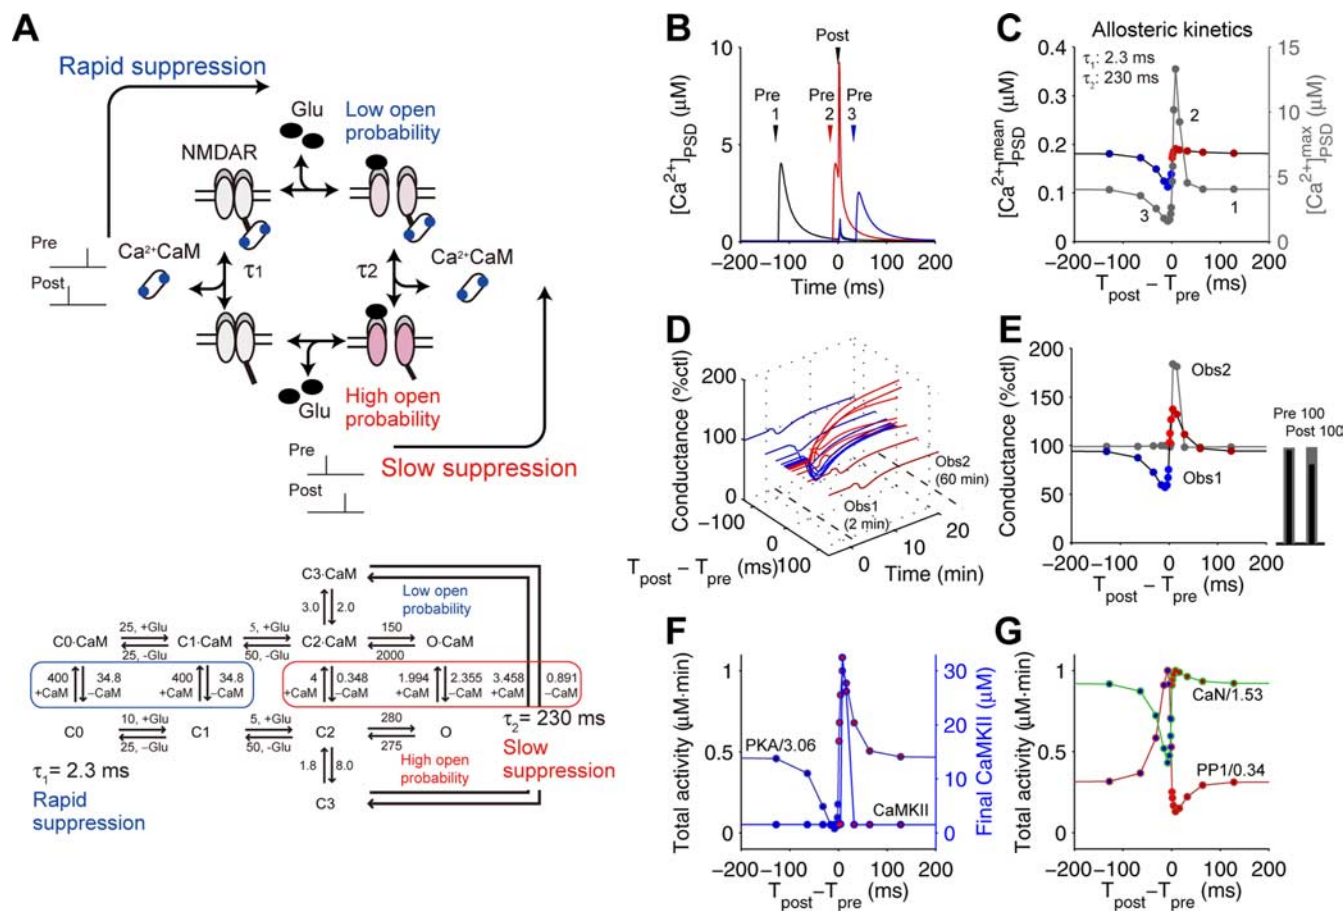 A
Rapid suppression
Glu
Low open
probability
NMDAR
Pre
Post
Ca²⁺CaM
τ1
τ2
Ca²⁺CaM
Glu
High open
probability
Pre
Post
Slow suppression
C3·CaM
3.0
2.0
Low open
probability
C0·CaM
25, +Glu
25, -Glu
C1·CaM
5, +Glu
50, -Glu
C2·CaM
150
2000
O·CaM
400
+CaM
34.8
−CaM
400
+CaM
34.8
−CaM
4
+CaM
0.348
−CaM
1.994
+CaM
2.355
−CaM
3.458
+CaM
0.891
−CaM
C0
10, +Glu
25, −Glu
C1
5, +Glu
50, -Glu
C2
280
275
O
τ₂= 230 ms
τ₁= 2.3 ms
Rapid
suppression
1.8
8.0
High open
probability
Slow
suppression
C3
B
Post
10
5
0
[Ca²⁺]PSD (μM)
Pre
1
Pre
2
3
−200
−100
0
100
200
Time (ms)
C
Allosteric kinetics
τ₁: 2.3 ms
τ₂: 230 ms
0.4
0.3
0.2
0.1
0
[Ca²⁺]mean PSD (μM)
15
10
5
0
[Ca²⁺]max PSD (μM)
2
3
1
−200
−100
0
100
200
Tpost − Tpre (ms)
D
200
100
0
Conductance (%ctl)
−100
0
100
Tpost − Tpre (ms)
Obs2
(60 min)
Obs1
(2 min)
0
10
20
Time (min)
E
200
150
100
50
0
Conductance (%ctl)
Obs2
Obs1
Pre 100
Post 100
−200
−100
0
100
200
Tpost − Tpre (ms)
F
1
0.5
0
Total activity (μM·min)
PKA/3.06
CaMKII
30
20
10
0
Final CaMKII (μM)
−200
−100
0
100
200
Tpost−Tpre (ms)
G
1
0.5
0
Total activity (μM·min)
CaN/1.53
PP1/0.34
−200
−100
0
100
200
Tpost−Tpre (ms)